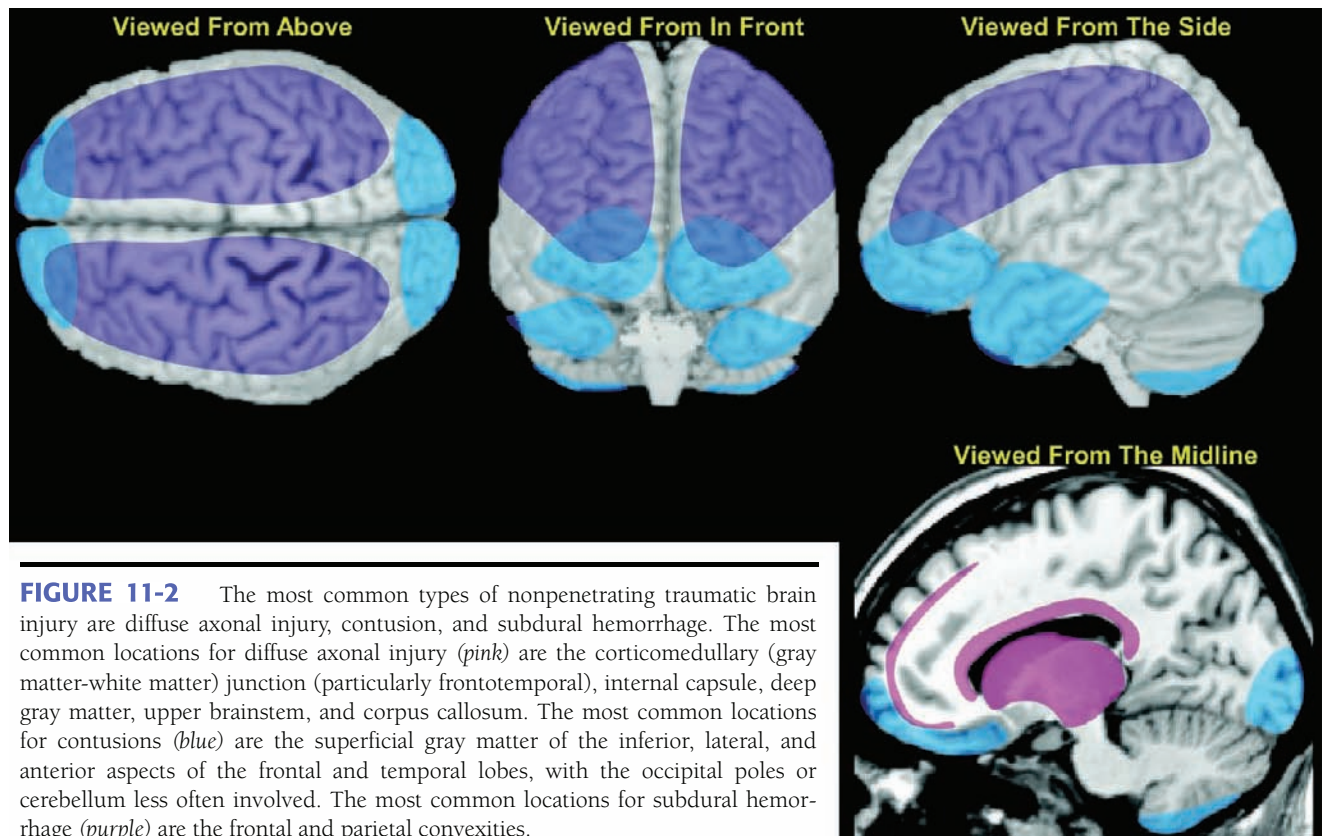 Viewed From Above
Viewed From In Front
Viewed From The Side
Viewed From The Midline
FIGURE 11-2 The most common types of nonpenetrating traumatic brain
injury are diffuse axonal injury, contusion, and subdural hemorrhage. The most
common locations for diffuse axonal injury (pink) are the corticomedullary (gray
matter-white matter) junction (particularly frontotemporal), internal capsule, deep
gray matter, upper brainstem, and corpus callosum. The most common locations
for contusions (blue) are the superficial gray matter of the inferior, lateral, and
anterior aspects of the frontal and temporal lobes, with the occipital poles or
cerebellum less often involved. The most common locations for subdural hemor-
rhage (purple) are the frontal and parietal convexities.